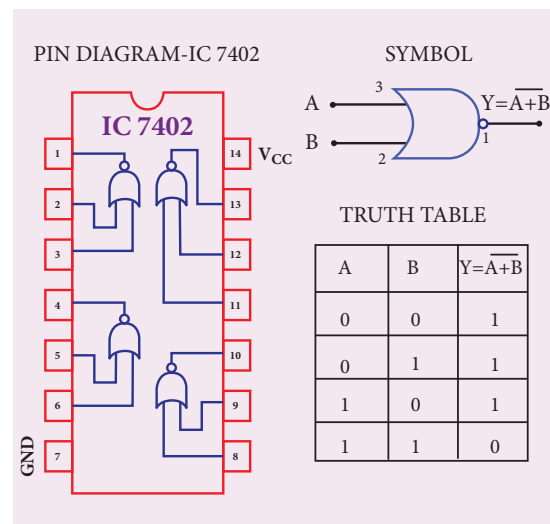 PIN DIAGRAM-IC 7402
IC 7402
1
2
3
4
5
6
7
GND
14
V_CC
13
12
11
10
9
8
SYMBOL
A
3
B
2
Y=A̅+̅B̅
1
TRUTH TABLE
A B Y=A̅+̅B̅
0 0 1
0 1 1
1 0 1
1 1 0